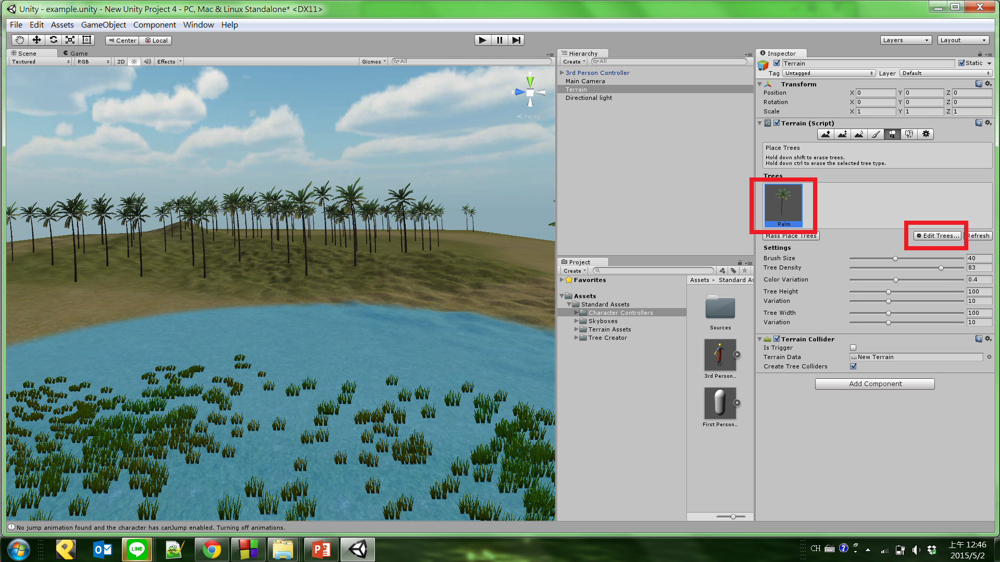 Unity - example.unity - New Unity Project 4 - PC, Mac & Linux Standalone* <DX11>
File Edit Assets GameObject Component Window Help
Center Local
Layers Layout
Scene Game
Textured RGB 2D Effects Gizmos All
Persp
y
z
Hierarchy
Create All
3rd Person Controller
Main Camera
Terrain
Directional light
Project
Create
Favorites
Assets
Standard Assets
Character Controllers
Skyboxes
Terrain Assets
Tree Creator
Assets Standard As
Sources
3rd Person...
First Person...
Inspector
Terrain Static
Tag Untagged Layer Default
Transform
Position X 0 Y 0 Z 0
Rotation X 0 Y 0 Z 0
Scale X 1 Y 1 Z 1
Terrain (Script)
Place Trees
Hold down shift to erase trees.
Hold down ctrl to erase the selected tree type.
Trees
Palm
Mass Place Trees Edit Trees... Refresh
Settings
Brush Size 40
Tree Density 83
Color Variation 0.4
Tree Height 100
Variation 10
Tree Width 100
Variation 10
Terrain Collider
Is Trigger
Terrain Data New Terrain
Create Tree Colliders
Add Component
No jump animation found and the character has canJump enabled. Turning off animations.
LINE
CH
上午 12:46
2015/5/2